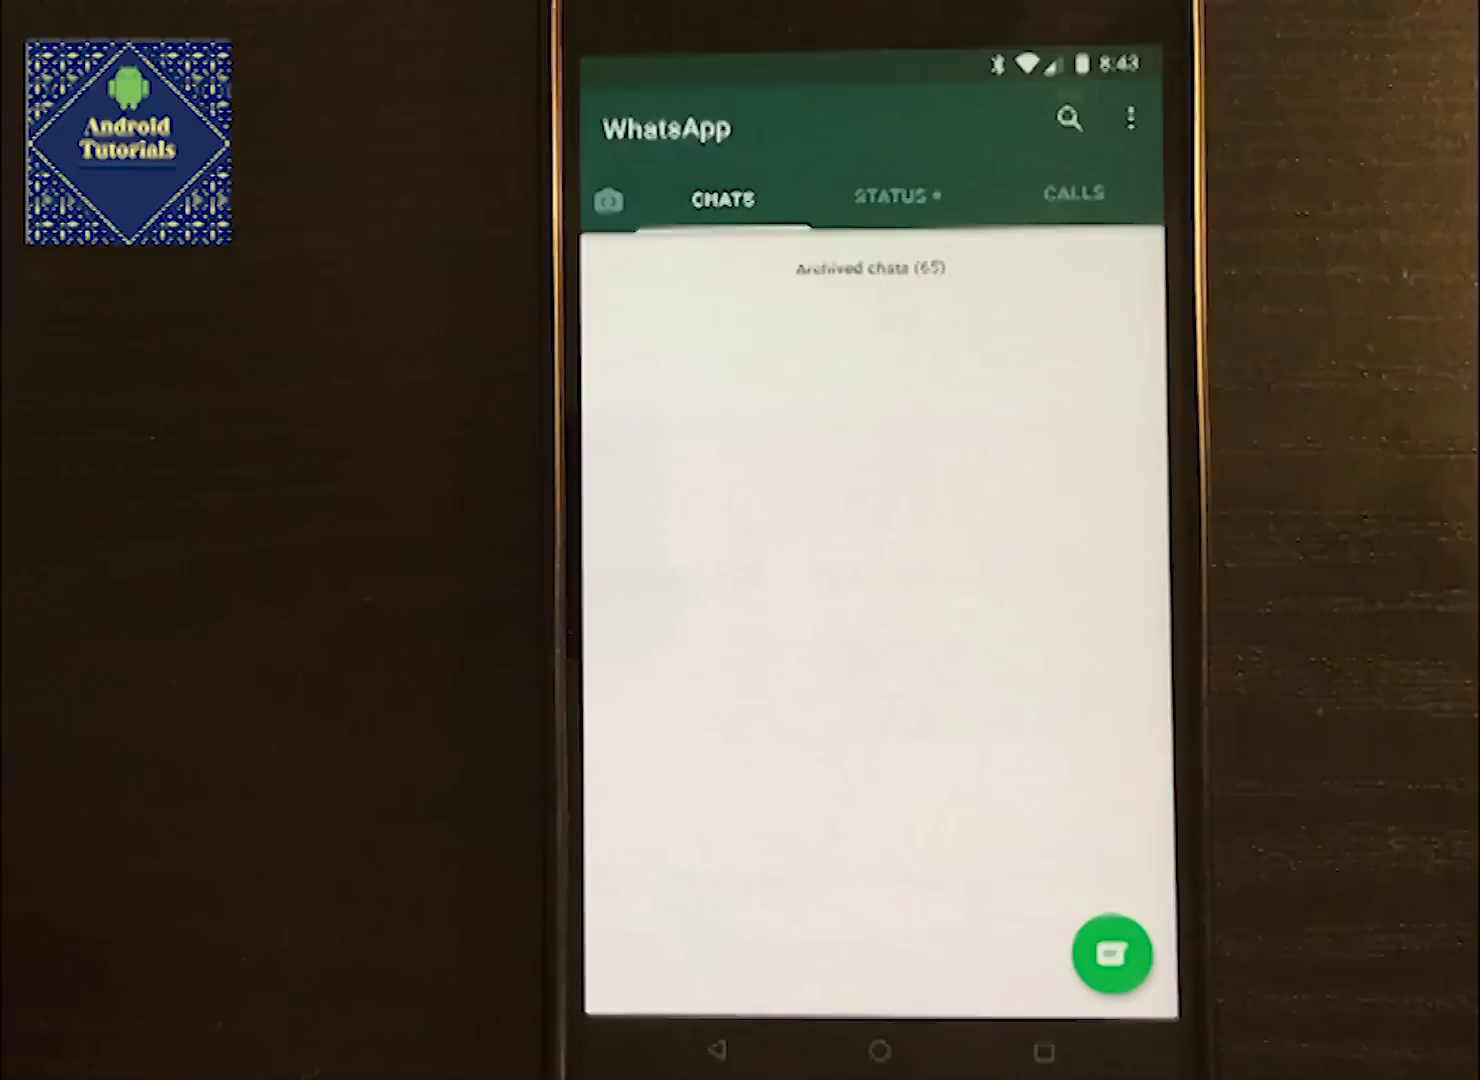 Android
Tutorials
8:43
WhatsApp
CHATS
STATUS
CALLS
Archived chats (65)